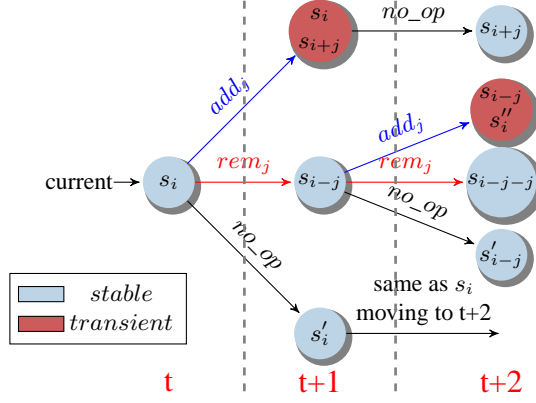 s_i
s_{i+j}
no_op
s_{i+j}
add_j
s_{i-j}
s''_i
add_j
current
s_i
rem_j
s_{i-j}
rem_j
s_{i-j-j}
no_op
no_op
s'_{i-j}
stable
transient
same as s_i
moving to t+2
s'_i
t
t+1
t+2